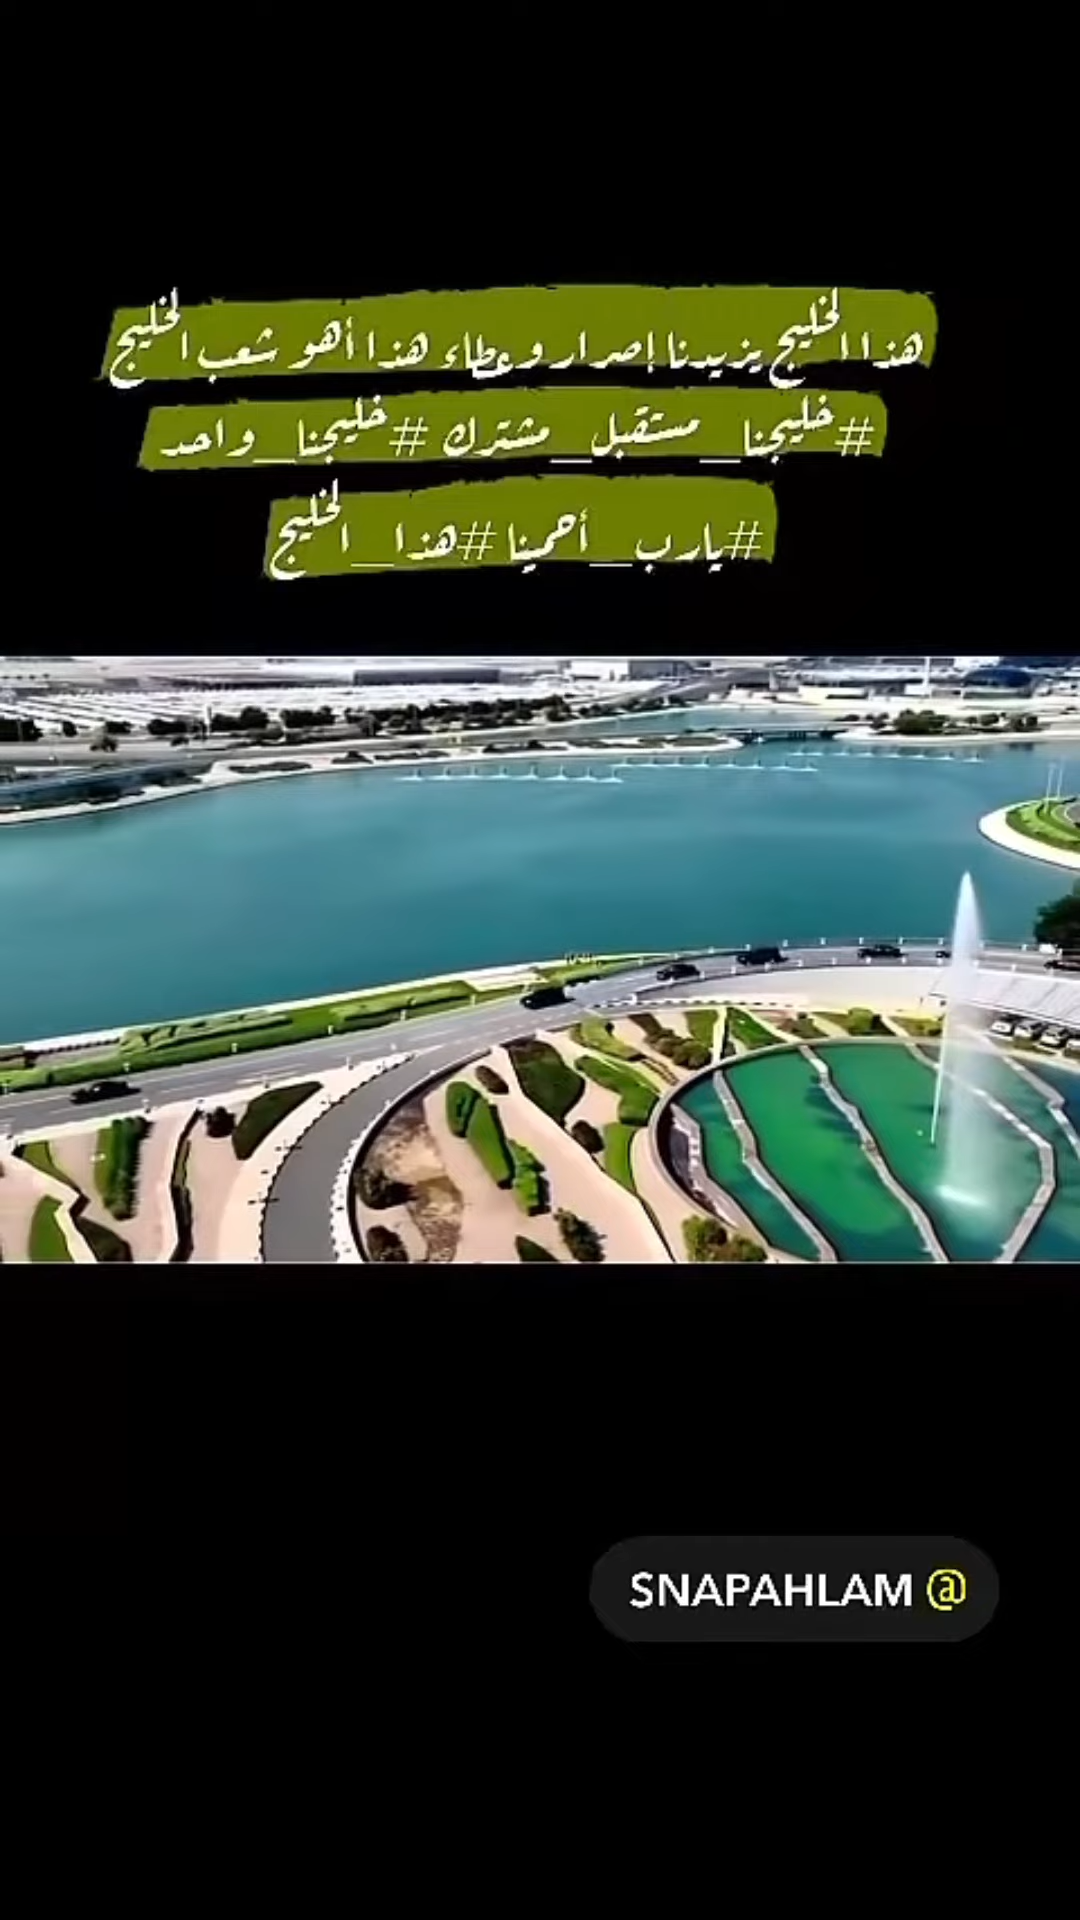 هذا الخليج يزيدنا إصرار وعطاء هذا أهو شعب الخليج
#خليجنا_مستقبل_مشترك #خليجنا_واحد
#يارب_أحمينا #هذا_الخليج
SNAPAHLAM @